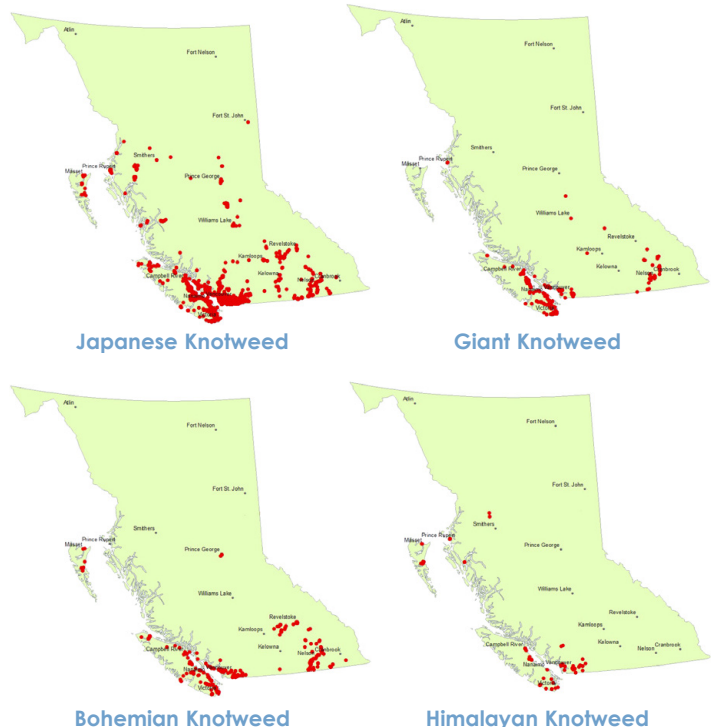 Atlin
Fort Nelson
Fort St. John
Smithers
Prince Rupert
Masset
Prince George
Williams Lake
Revelstoke
Kamloops
Kelowna
Cranbrook
Campbell River
Japanese Knotweed
Atlin
Fort Nelson
Fort St. John
Smithers
Prince Rupert
Masset
Prince George
Williams Lake
Revelstoke
Kamloops
Kelowna
Nelson
Cranbrook
Campbell River
Giant Knotweed
Atlin
Fort Nelson
Fort St. John
Smithers
Prince Rupert
Masset
Prince George
Williams Lake
Revelstoke
Kamloops
Kelowna
Nelson
Cranbrook
Campbell River
Bohemian Knotweed
Atlin
Fort Nelson
Fort St. John
Smithers
Prince Rupert
Masset
Prince George
Williams Lake
Revelstoke
Kamloops
Kelowna
Nelson
Cranbrook
Campbell River
Vancouver
Nanaimo
Himalayan Knotweed